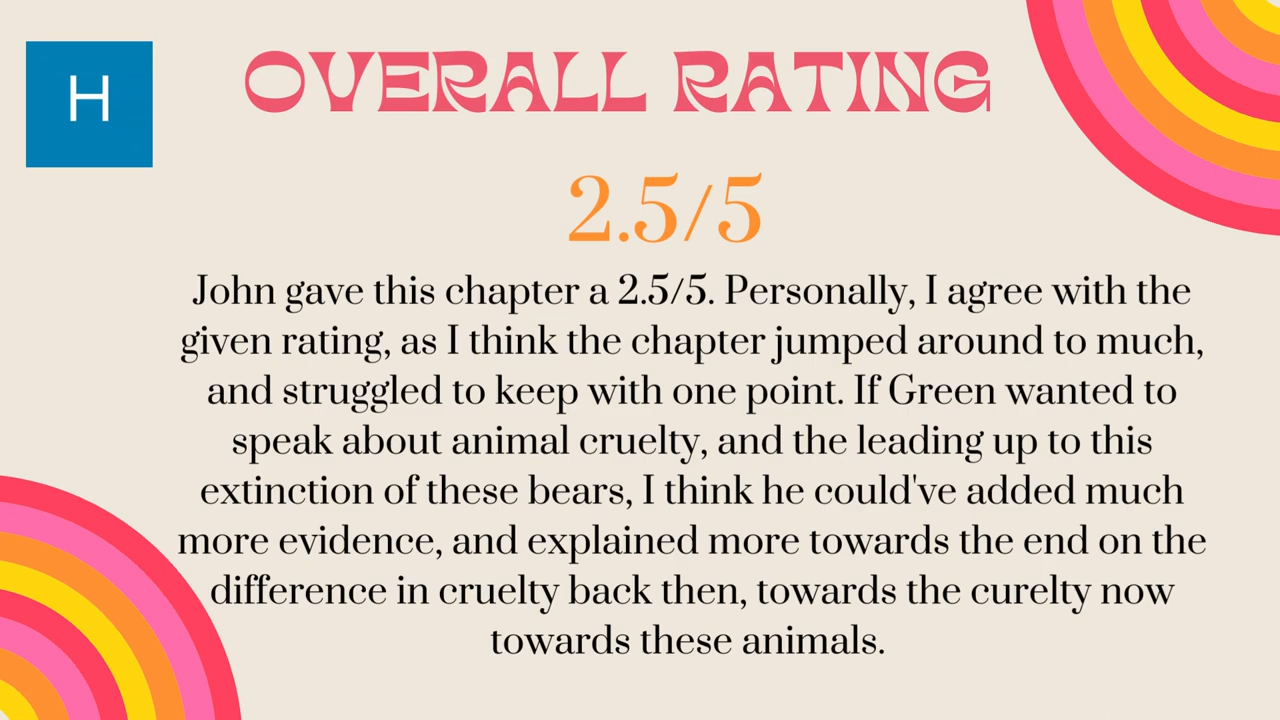 H
OVERALL RATING
2.5/5
John gave this chapter a 2.5/5. Personally, I agree with the
given rating, as I think the chapter jumped around to much,
and struggled to keep with one point. If Green wanted to
speak about animal cruelty, and the leading up to this
extinction of these bears, I think he could've added much
more evidence, and explained more towards the end on the
difference in cruelty back then, towards the curelty now
towards these animals.